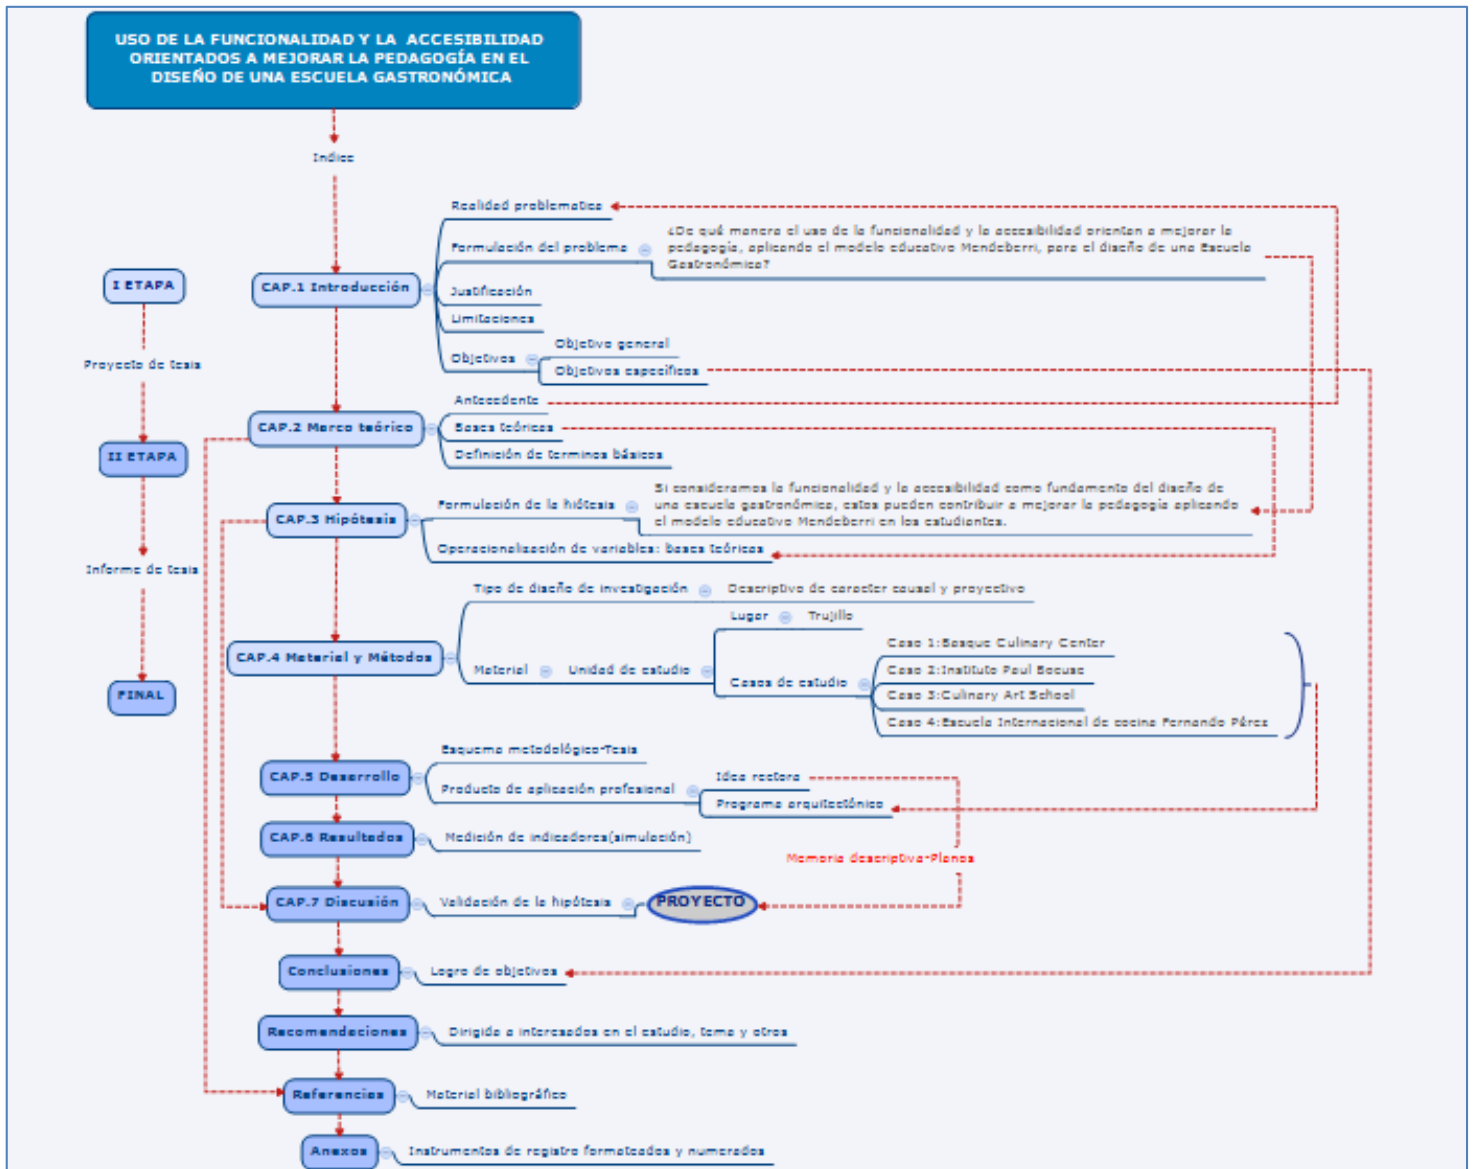 USO DE LA FUNCIONALIDAD Y LA ACCESIBILIDAD
ORIENTADOS A MEJORAR LA PEDAGOGÍA EN EL
DISEÑO DE UNA ESCUELA GASTRONÓMICA
Indice
I ETAPA
Proyecto de tesis
II ETAPA
Informe de tesis
FINAL
CAP.1 Introducción
Realidad problematica
Formulación del problema
¿De qué manera el uso de la funcionalidad y la accesibilidad orientan a mejorar la
pedagogía, aplicando el modelo educativo Mendeberri, para el diseño de una Escuela
Gastronómica?
Justificación
Limitaciones
Objetivos
Objetivo general
Objetivos específicos
CAP.2 Marco teórico
Antecedente
Bases teóricas
Definición de terminos básicos
CAP.3 Hipótesis
Formulación de la hiótesis
Si consideramos la funcionalidad y la accesibilidad como fundamento del diseño de
una escuela gastronómica, estos pueden contribuir a mejorar la pedagogía aplicando
el modelo educativo Mendeberri en los estudiantes.
Operacionalización de variables: bases teóricas
CAP.4 Material y Métodos
Tipo de diseño de investigación
Descriptivo de caracter causal y proyectivo
Material
Unidad de estudio
Lugar
Trujillo
Casos de estudio
Caso 1:Basque Culinary Center
Caso 2:Instituto Paul Bocuse
Caso 3:Culinary Art School
Caso 4:Escuela Internacional de cocina Fernando Pérez
CAP.5 Desarrollo
Esquema metodológico-Tesis
Producto de aplicación profesional
Idea rectora
Programa arquitectónico
CAP.6 Resultados
Medición de indicadores(simulación)
Memoria descriptiva-Planos
CAP.7 Discusión
Validación de la hipótesis
PROYECTO
Conclusiones
Logro de objetivos
Recomendaciones
Dirigida a interesados en el estudio, tema y otros
Referencias
Material bibliográfico
Anexos
Instrumentos de registro formateados y numerados